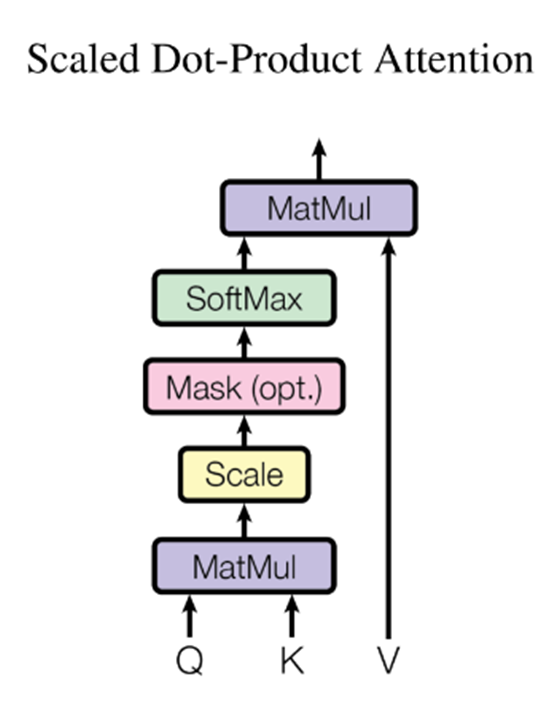 Scaled Dot-Product Attention
MatMul
SoftMax
Mask (opt.)
Scale
MatMul
Q K V